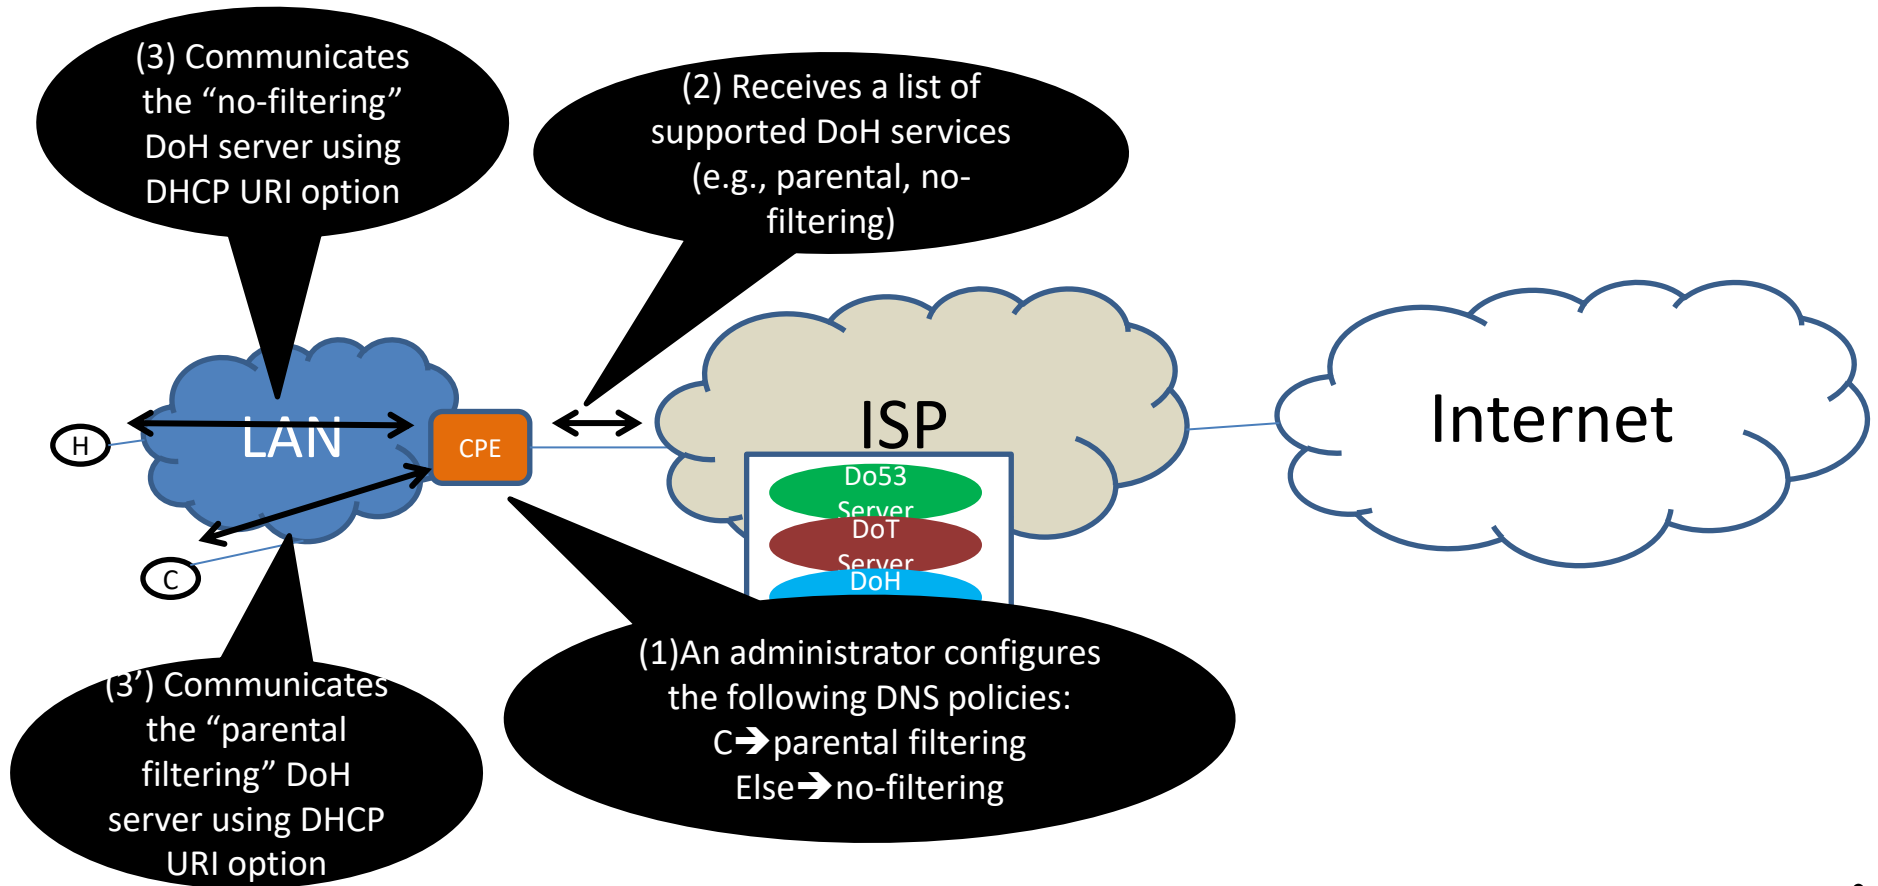 (3) Communicates
the “no-filtering”
DoH server using
DHCP URI option
(2) Receives a list of
supported DoH services
(e.g., parental, no-
filtering)
LAN
H
C
CPE
ISP
Do53
Server
DoT
Server
DoH
Internet
(1)An administrator configures
the following DNS policies:
C➔parental filtering
Else➔no-filtering
(3’) Communicates
the “parental
filtering” DoH
server using DHCP
URI option